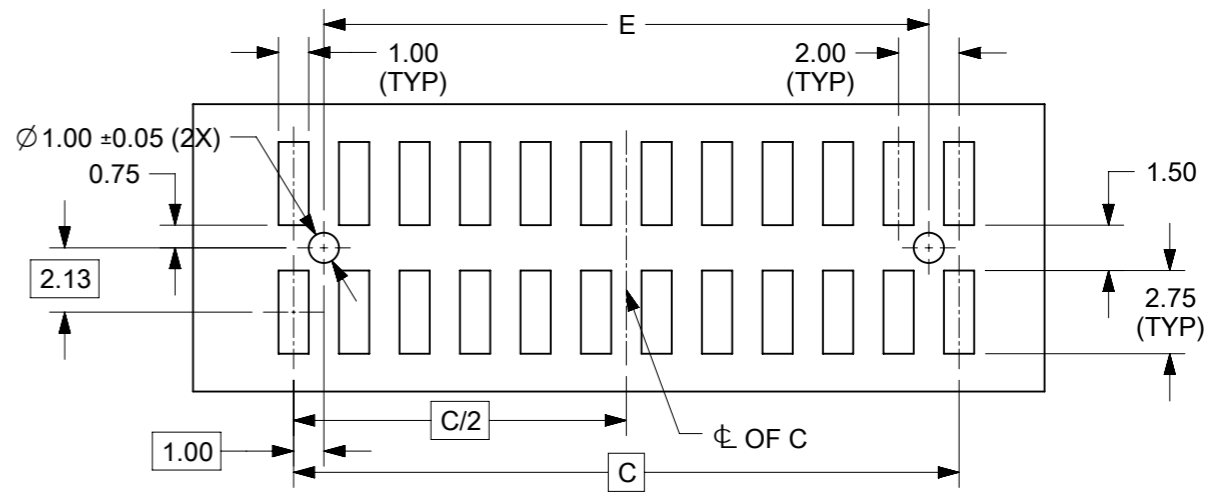 E
1.00
(TYP)
2.00
(TYP)
⌀1.00 ±0.05 (2X)
0.75
1.50
2.13
2.75
(TYP)
C/2
℄ OF C
1.00
C